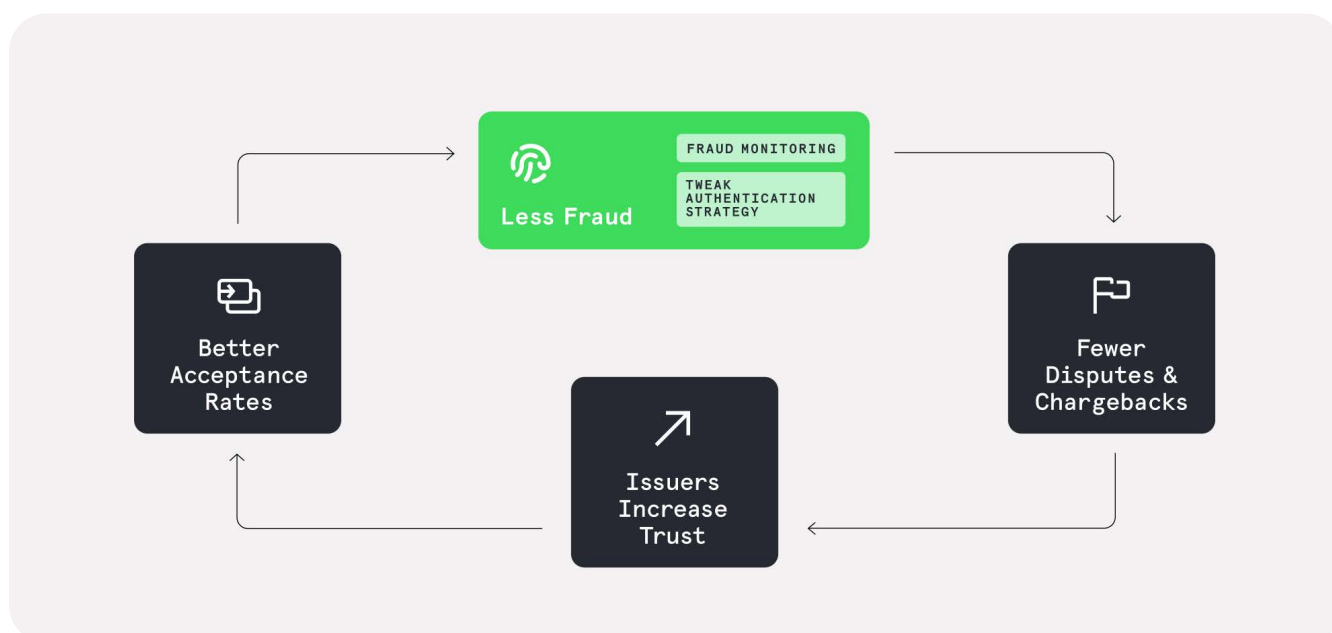 FRAUD MONITORING
TWEAK
AUTHENTICATION
STRATEGY
Less Fraud
Better
Acceptance
Rates
Fewer
Disputes &
Chargebacks
Issuers
Increase
Trust